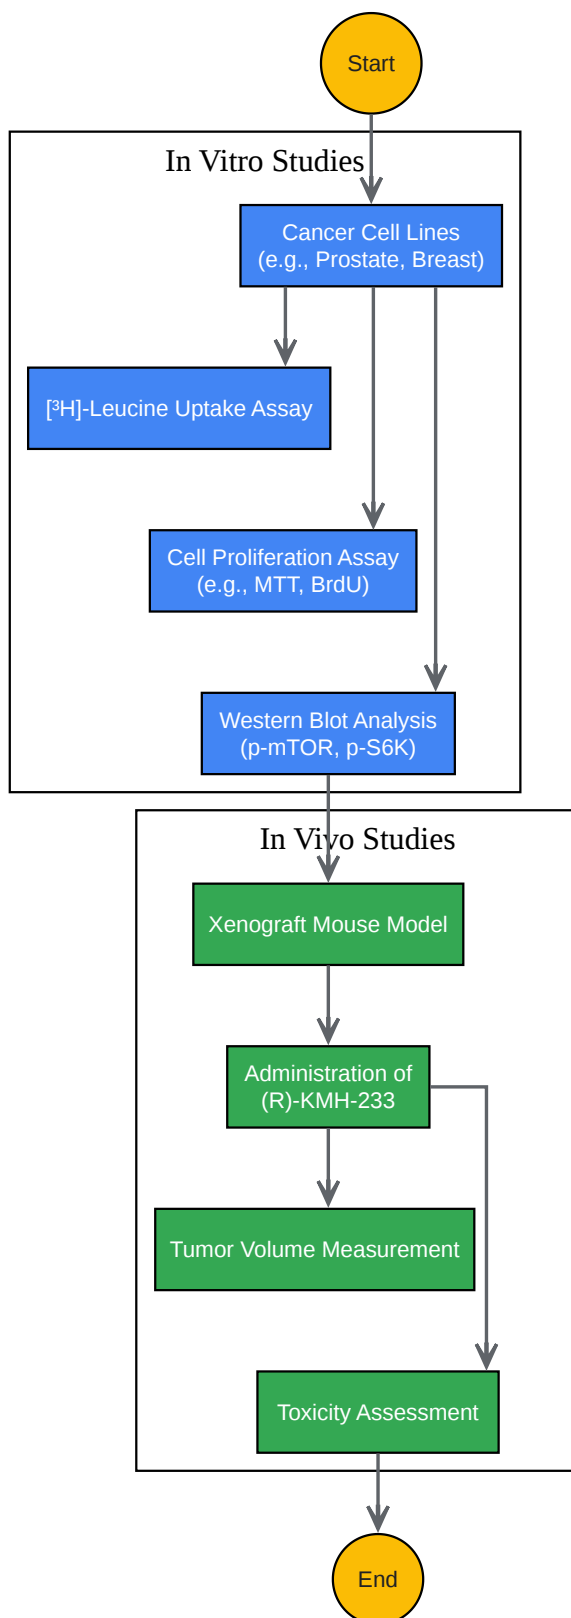 Start
In Vitro Studies
Cancer Cell Lines
(e.g., Prostate, Breast)
[³H]-Leucine Uptake Assay
Cell Proliferation Assay
(e.g., MTT, BrdU)
Western Blot Analysis
(p-mTOR, p-S6K)
In Vivo Studies
Xenograft Mouse Model
Administration of
(R)-KMH-233
Tumor Volume Measurement
Toxicity Assessment
End